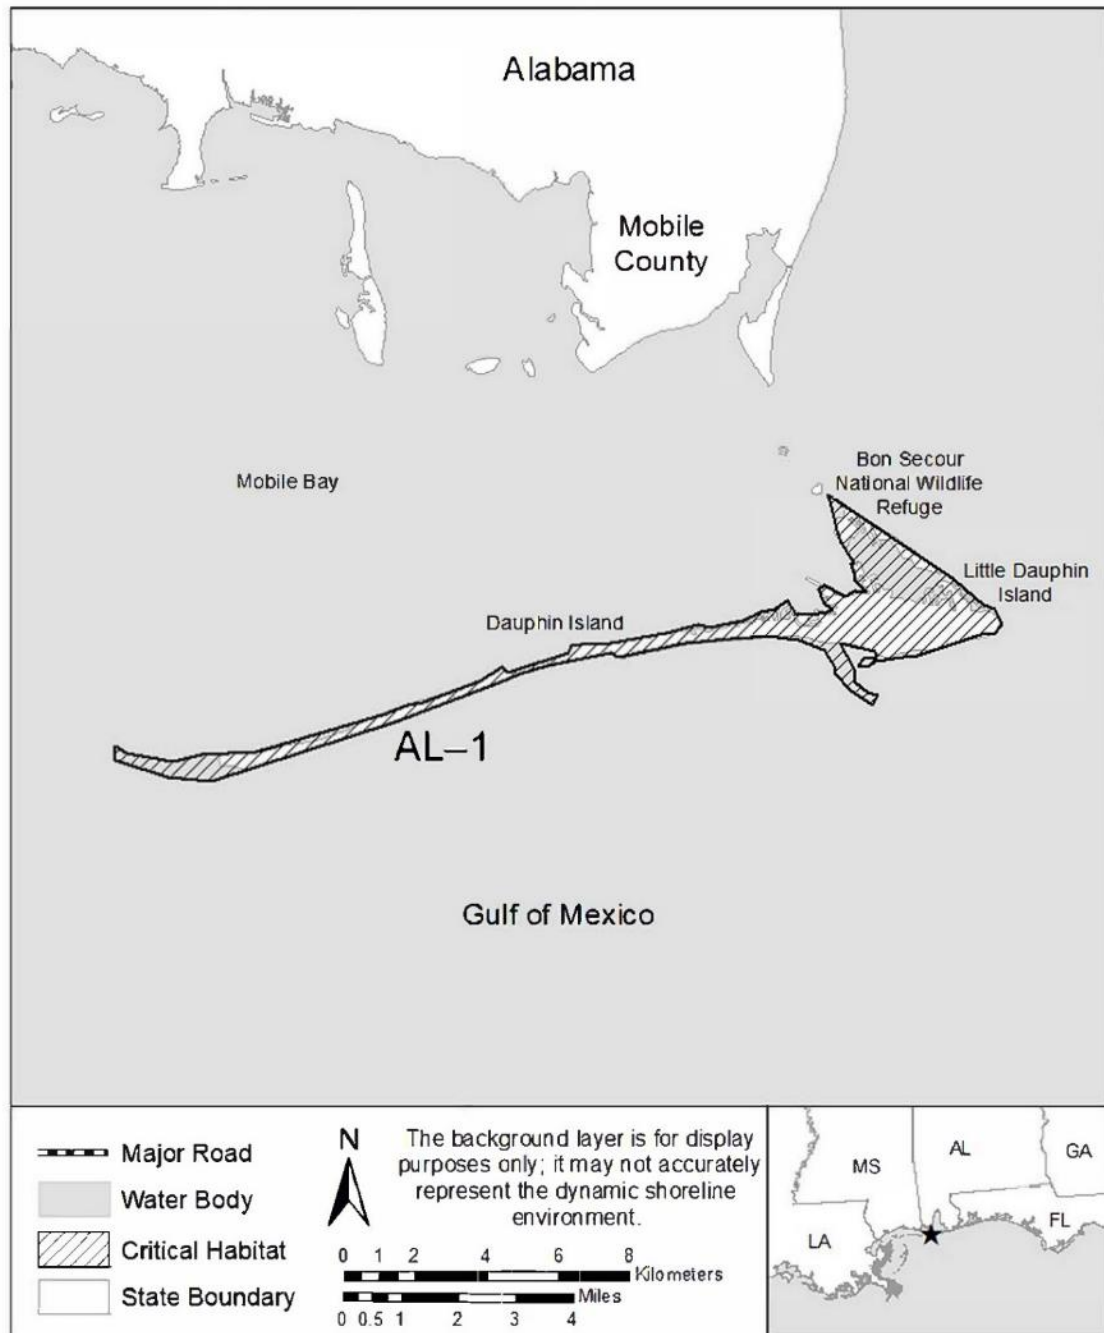 Alabama
Mobile
County
Bon Secour
National Wildlife
Refuge
Mobile Bay
Little Dauphin
Island
Dauphin Island
AL–1
Gulf of Mexico
Major Road
Water Body
Critical Habitat
State Boundary
N
The background layer is for display
purposes only; it may not accurately
represent the dynamic shoreline
environment.
0 1 2 4 6 8
Kilometers
Miles
0 0.5 1 2 3 4
MS
AL
GA
LA
FL